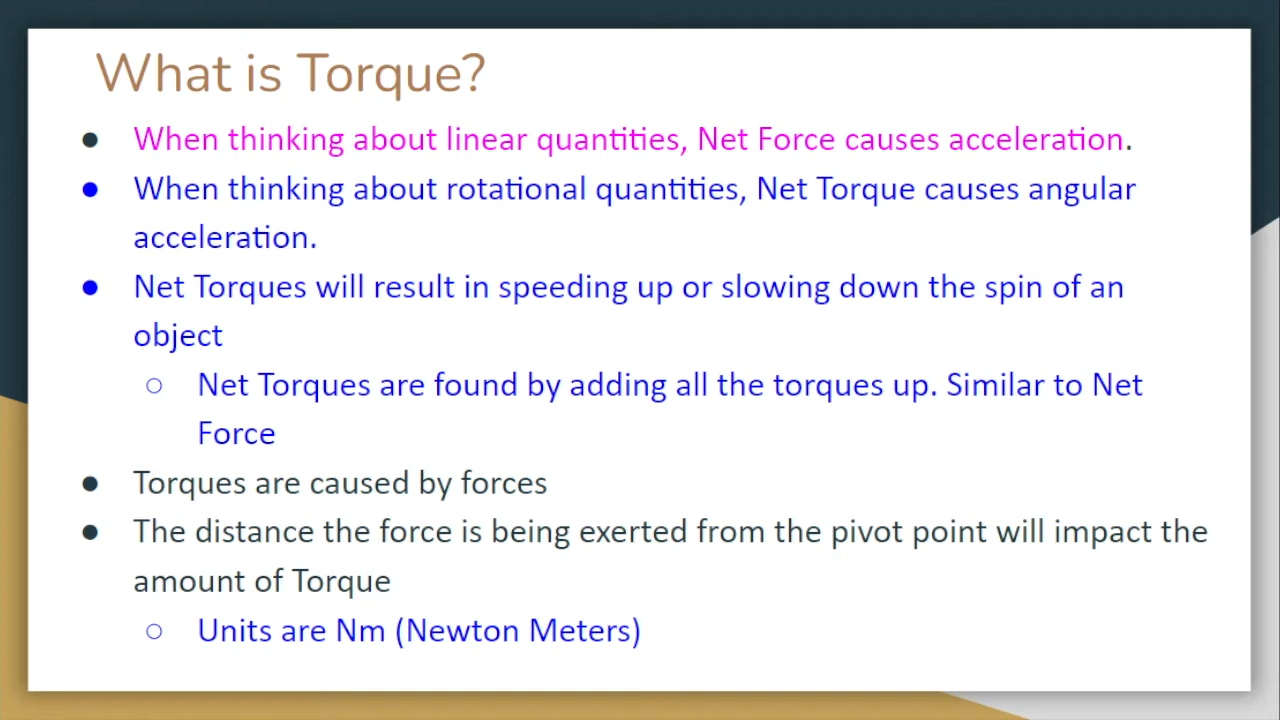 What is Torque?
● When thinking about linear quantities, Net Force causes acceleration.
● When thinking about rotational quantities, Net Torque causes angular
acceleration.
● Net Torques will result in speeding up or slowing down the spin of an
object
○ Net Torques are found by adding all the torques up. Similar to Net
Force
● Torques are caused by forces
● The distance the force is being exerted from the pivot point will impact the
amount of Torque
○ Units are Nm (Newton Meters)